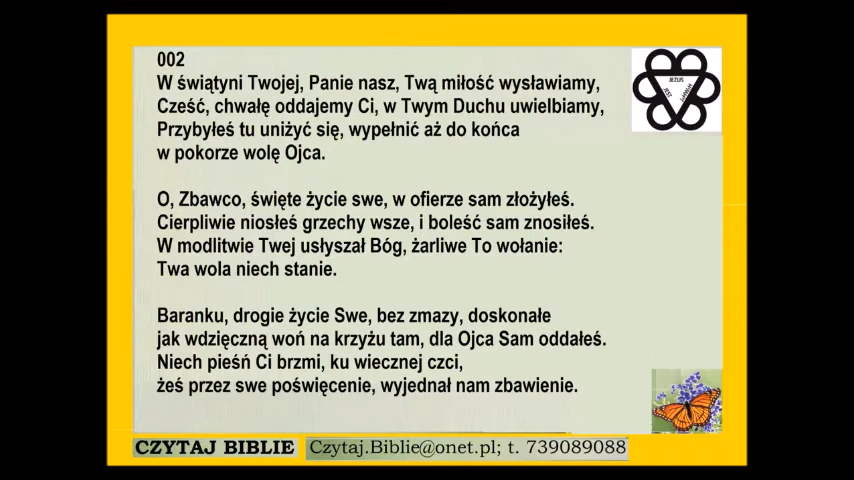 002
W świątyni Twojej, Panie nasz, Twą miłość wysławiamy,
Cześć, chwałę oddajemy Ci, w Twym Duchu uwielbiamy,
Przybyłeś tu uniżyć się, wypełnić aż do końca
w pokorze wolę Ojca.
O, Zbawco, święte życie swe, w ofierze sam złożyłeś.
Cierpliwie niosłeś grzechy wsze, i boleść sam znosiłeś.
W modlitwie Twej usłyszał Bóg, żarliwe To wołanie:
Twa wola niech stanie.
Baranku, drogie życie Swe, bez zmazy, doskonałe
jak wdzięczną woń na krzyżu tam, dla Ojca Sam oddałeś.
Niech pieśń Ci brzmi, ku wiecznej czci,
żeś przez swe poświęcenie, wyjednał nam zbawienie.
JEZUS
JEST
CZYTAJ BIBLIE
Czytaj.Biblie@onet.pl; t. 739089088